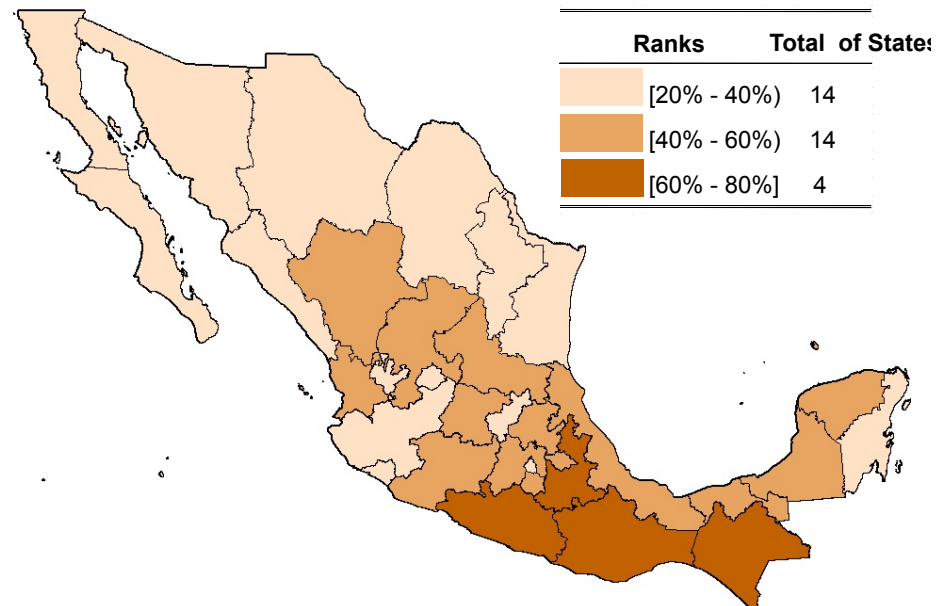 Ranks Total of States
[20% - 40%) 14
[40% - 60%) 14
[60% - 80%] 4